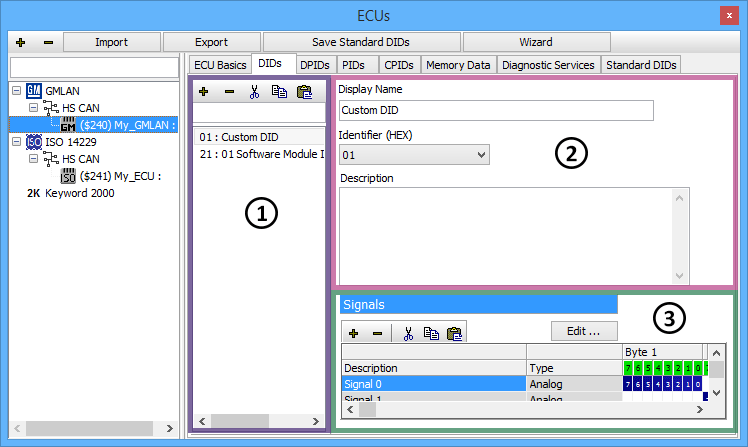 ECUs
x
+ - Import Export Save Standard DIDs Wizard
ECU Basics DIDs DPIDs PIDs CPIDs Memory Data Diagnostic Services Standard DIDs
GM GMLAN
HS CAN
GM ($240) My_GMLAN :
ISO ISO 14229
HS CAN
ISO ($241) My_ECU :
2K Keyword 2000
+ -
01 : Custom DID
21 : 01 Software Module I
1
Display Name
Custom DID
Identifier (HEX)
01
2
Description
Signals
3
+ - Edit ...
Byte 1
Description Type 7 6 5 4 3 2 1 0
Signal 0 Analog 7 6 5 4 3 2 1 0
Signal 1 Analog